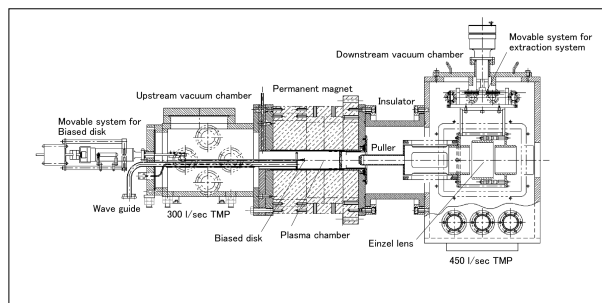 Movable system for
extraction system
Downstream vacuum chamber
Permanent magnet
Insulator
Upstream vacuum chamber
Movable system for
Biased disk
Puller
Wave guide
300 l/sec TMP
Biased disk
Plasma chamber
Einzel lens
450 l/sec TMP